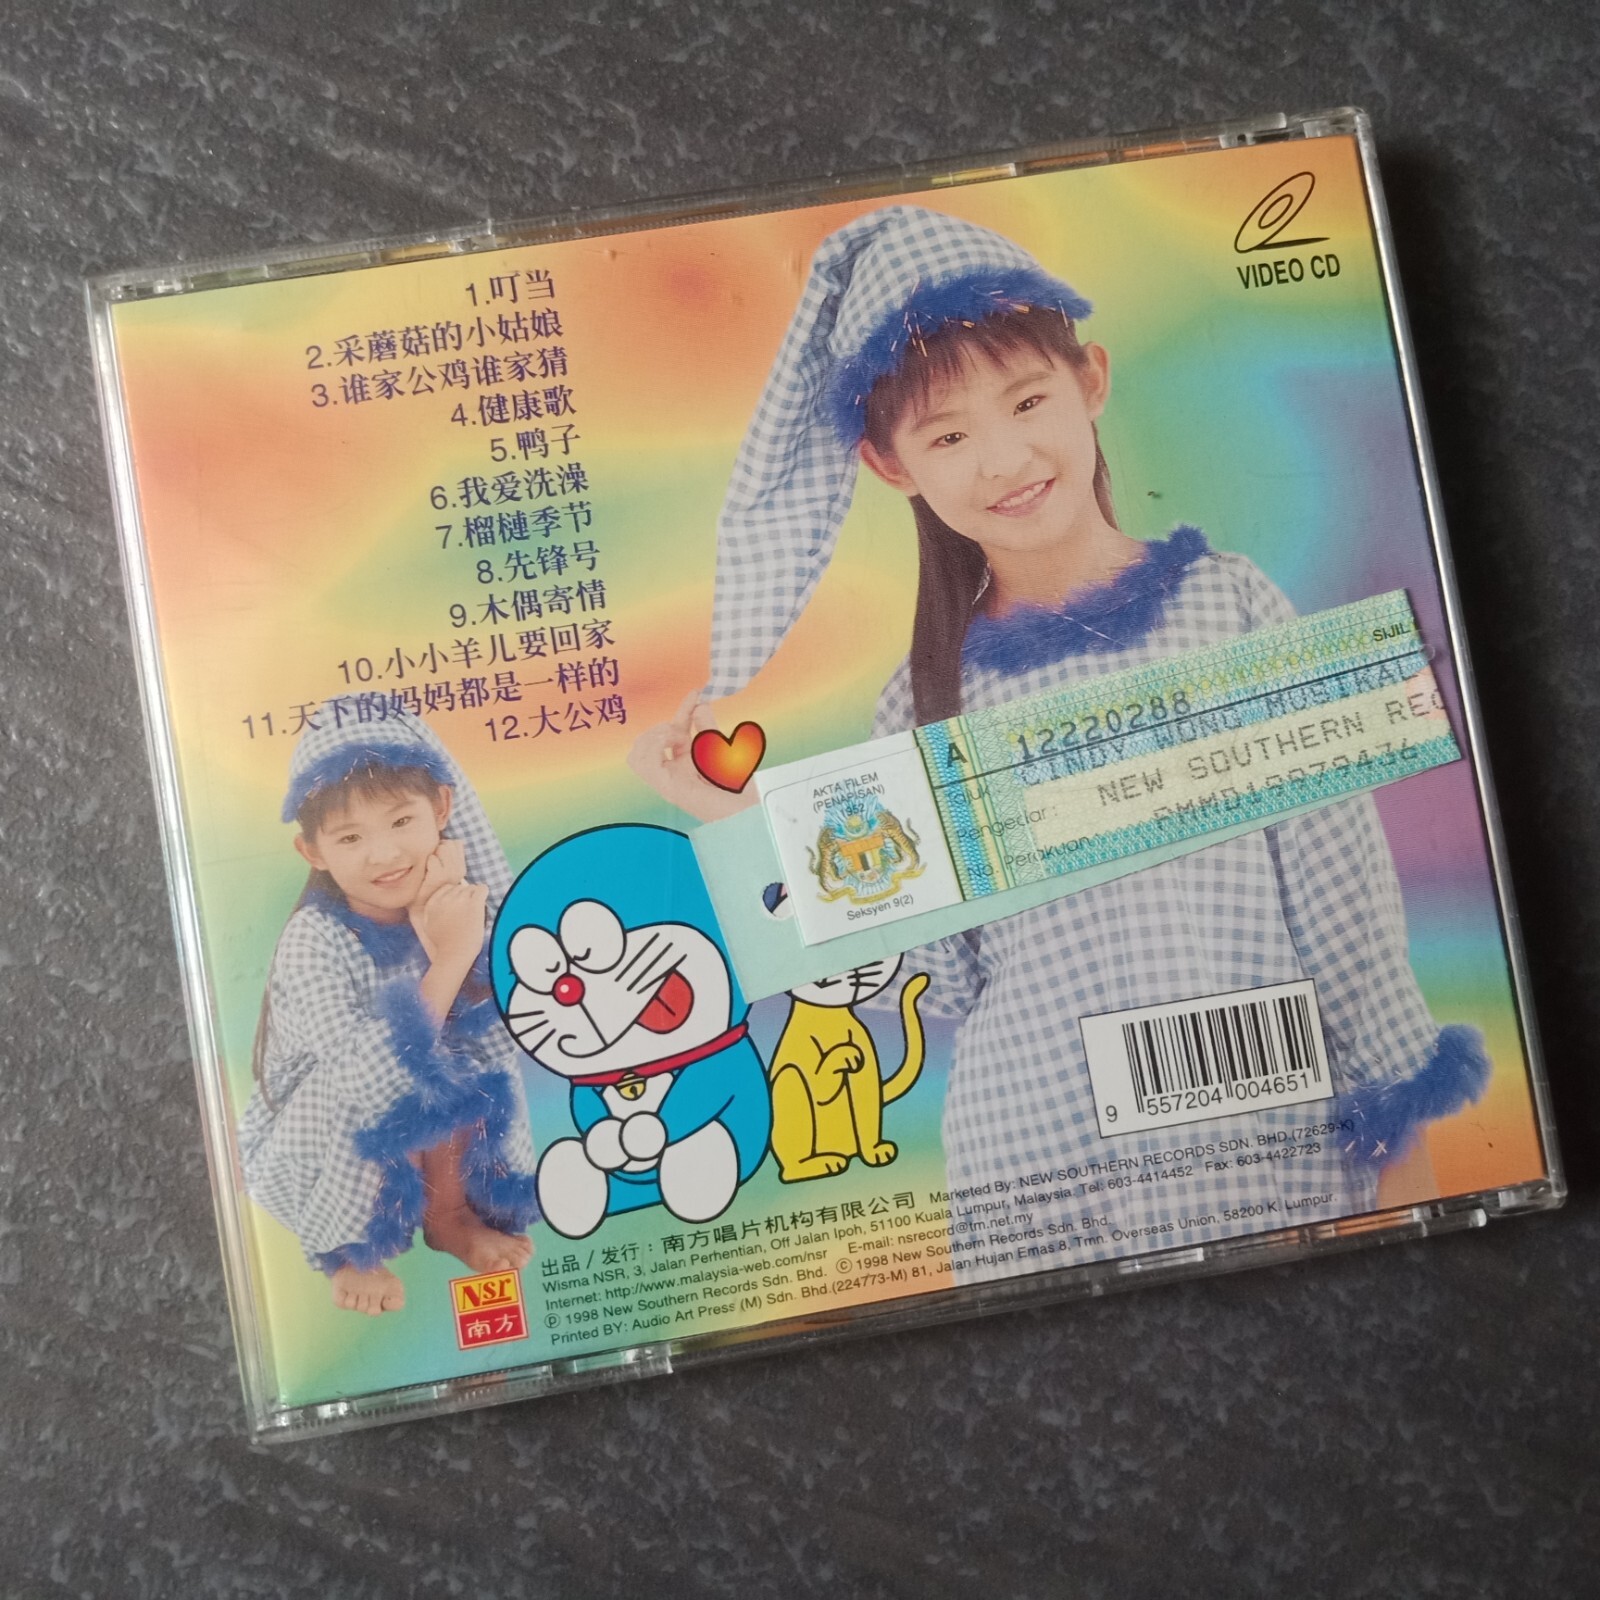 VIDEO CD
1.叮当
2.采蘑菇的小姑娘
3.谁家公鸡谁家猜
4.健康歌
5.鸭子
6.我爱洗澡
7.榴梿季节
8.先锋号
9.木偶寄情
10.小小羊儿要回家
11.天下的妈妈都是一样的
12.大公鸡
SIJIL
A 12220288
CINDY WONG MUSIKAL
Pengedar: NEW SOUTHERN REC
No. Perakuan:
AKTA FILEM
(PENAPISAN)
1952
Seksyen 9(2)
9 557204 004651
Nsr
南方
出品/发行:南方唱片机构有限公司 Marketed By: NEW SOUTHERN RECORDS SDN. BHD.(72629-K)
Wisma NSR, 3, Jalan Perhentian, Off Jalan Ipoh, 51100 Kuala Lumpur, Malaysia. Tel: 603-4414452 Fax: 603-4422723
Internet: http://www.malaysia-web.com/nsr E-mail: nsrecord@tm.net.my
Ⓟ 1998 New Southern Records Sdn. Bhd. © 1998 New Southern Records Sdn. Bhd.
Printed BY: Audio Art Press (M) Sdn. Bhd.(224773-M) 81, Jalan Hujan Emas 8, Tmn. Overseas Union, 58200 K. Lumpur.